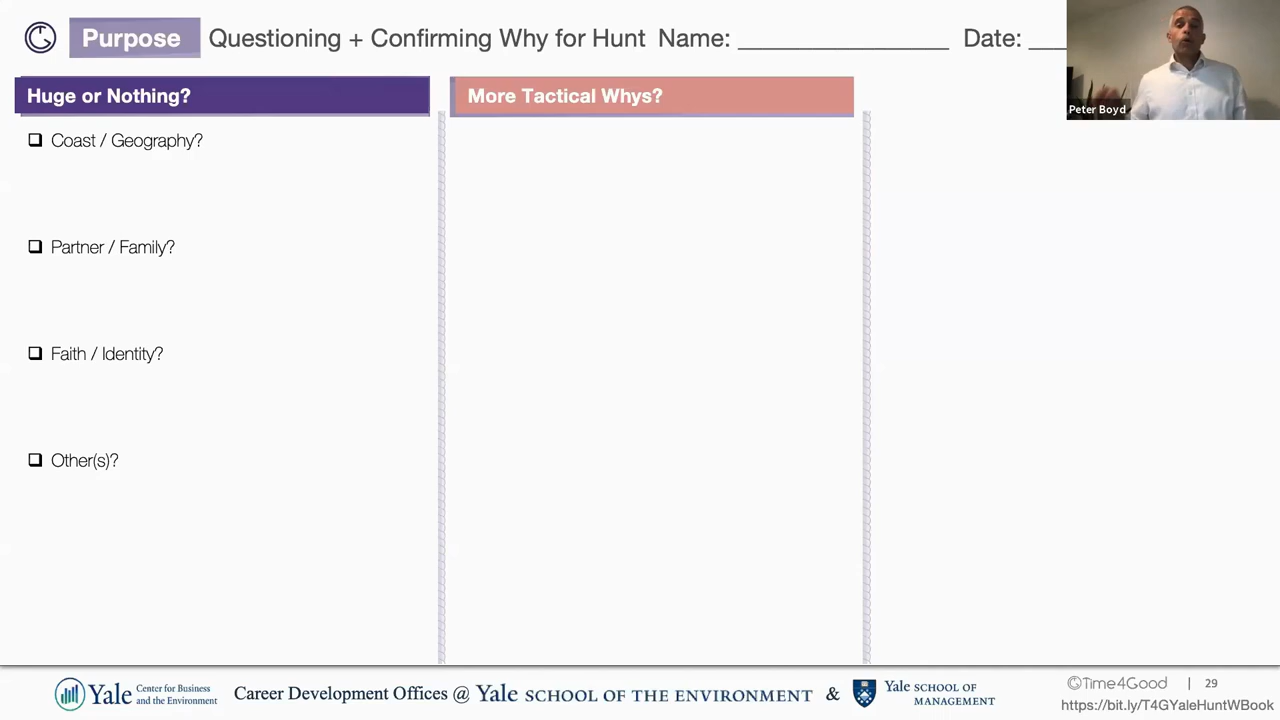 Purpose Questioning + Confirming Why for Hunt Name: _______________ Date: ___
Peter Boyd
Huge or Nothing?
Coast / Geography?
Partner / Family?
Faith / Identity?
Other(s)?
More Tactical Whys?
Yale Center for Business and the Environment
Career Development Offices @ Yale SCHOOL OF THE ENVIRONMENT & Yale SCHOOL OF MANAGEMENT
©Time4Good | 29
https://bit.ly/T4GYaleHuntWBook